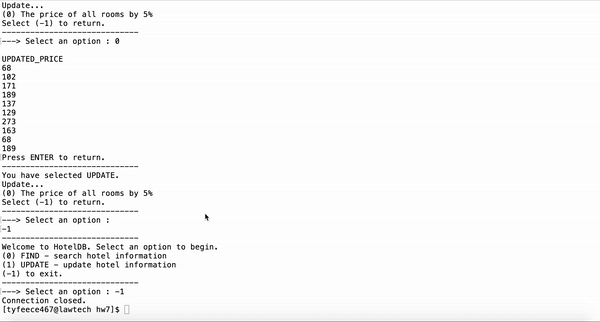 Update...
(0) The price of all rooms by 5%
Select (-1) to return.
-----------------------------
---> Select an option : 0
UPDATED_PRICE
68
102
171
189
137
129
273
163
68
189
Press ENTER to return.
-----------------------------
You have selected UPDATE.
Update...
(0) The price of all rooms by 5%
Select (-1) to return.
-----------------------------
---> Select an option :
-1
-----------------------------
Welcome to HotelDB. Select an option to begin.
(0) FIND - search hotel information
(1) UPDATE - update hotel information
(-1) to exit.
-----------------------------
---> Select an option : -1
Connection closed.
[tyfeece467@lawtech hw7]$